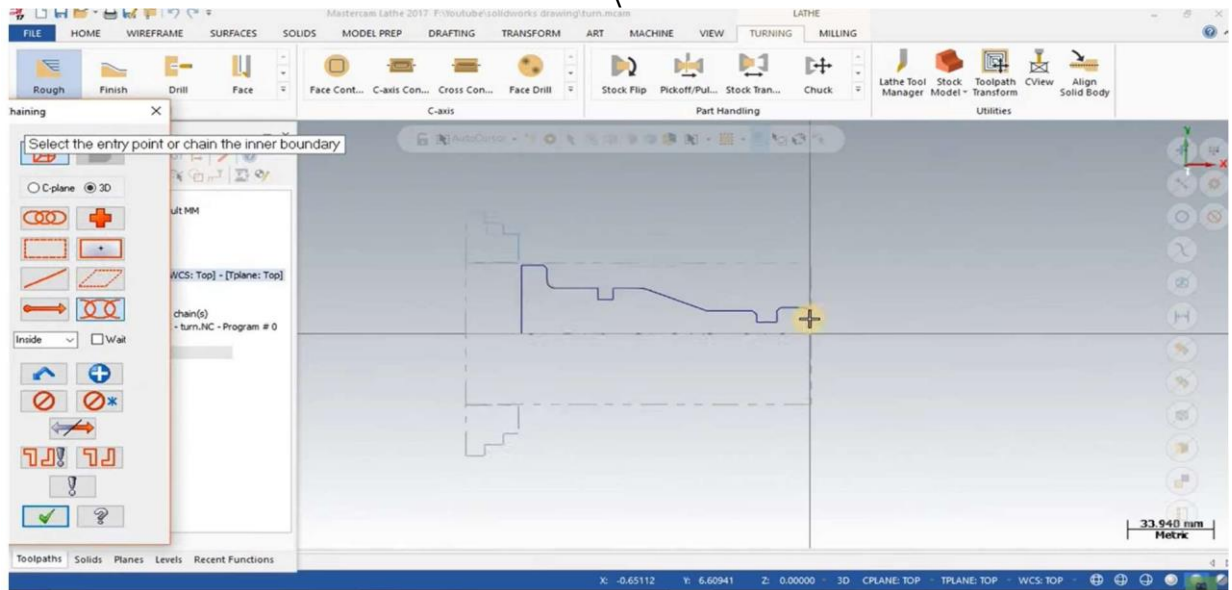 Mastercam Lathe 2017 F:\Youtube\solidworks drawing\turn.mcam LATHE
FILE HOME WIREFRAME SURFACES SOLIDS MODEL PREP DRAFTING TRANSFORM ART MACHINE VIEW TURNING MILLING
Rough Finish Drill Face Face Cont... C-axis Con... Cross Con... Face Drill Stock Flip Pickoff/Pul... Stock Tran... Chuck Lathe Tool Manager Stock Model Toolpath Transform CView Align Solid Body
haining C-axis Part Handling Utilities
Select the entry point or chain the inner boundary
AutoCursor
C-plane 3D
ult MM
WCS: Top] - [Tplane: Top]
chain(s)
- turn.NC - Program # 0
Inside Wait
33.940 mm
Metric
Toolpaths Solids Planes Levels Recent Functions
X: -0.65112 Y: 6.60941 Z: 0.00000 3D CPLANE: TOP TPLANE: TOP WCS: TOP